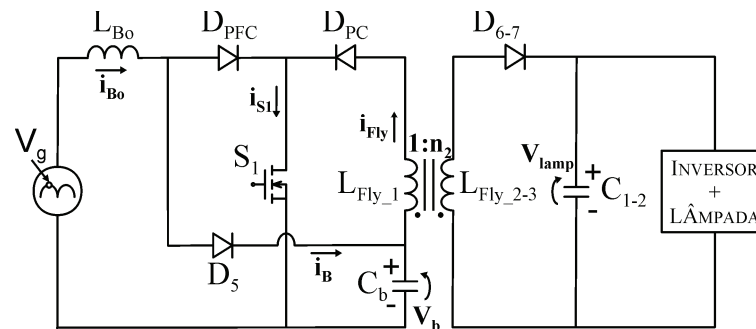 L_Bo
D_PFC
D_PC
D_6-7
i_Bo
i_S1
i_Fly
1:n_2
V_g
S_1
L_Fly_1
L_Fly_2-3
V_lamp
+
-
C_1-2
INVERSOR
+
LÂMPADA
D_5
i_B
C_b
+
-
V_b